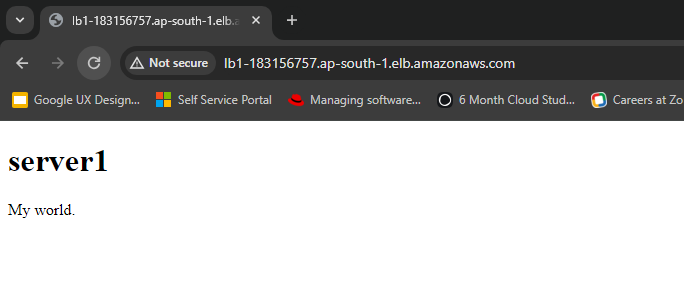 lb1-183156757.ap-south-1.elb.am
Not secure lb1-183156757.ap-south-1.elb.amazonaws.com
Google UX Design... Self Service Portal Managing software... 6 Month Cloud Stud... Careers at Zo
server1
My world.